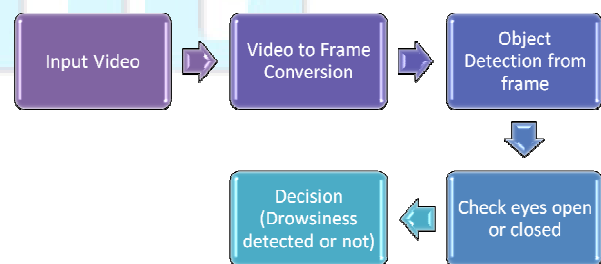 Input Video
Video to Frame
Conversion
Object
Detection from
frame
Check eyes open
or closed
Decision
(Drowsiness
detected or not)